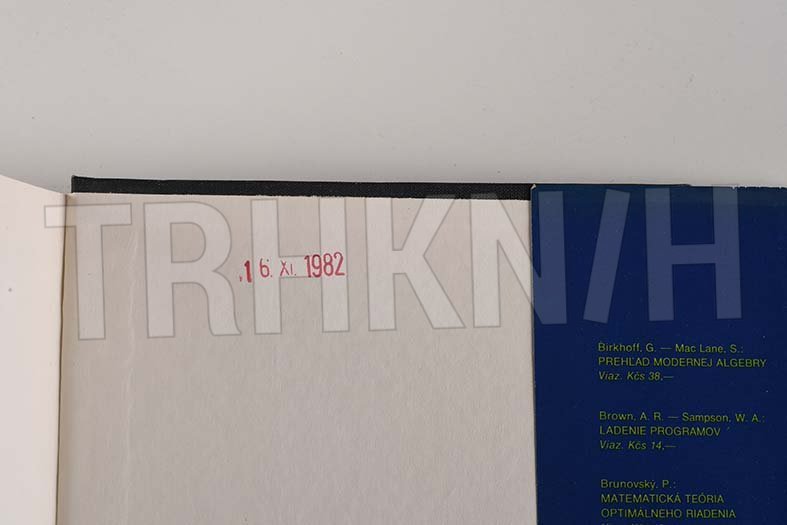 TRHKNIH
16. XI. 1982
Birkhoff, G. — Mac Lane, S.:
PREHĽAD MODERNEJ ALGEBRY
Viaz. Kčs 38,—
Brown, A. R. — Sampson, W. A.:
LADENIE PROGRAMOV
Viaz. Kčs 14,—
Brunovský, P.:
MATEMATICKÁ TEÓRIA
OPTIMÁLNEHO RIADENIA